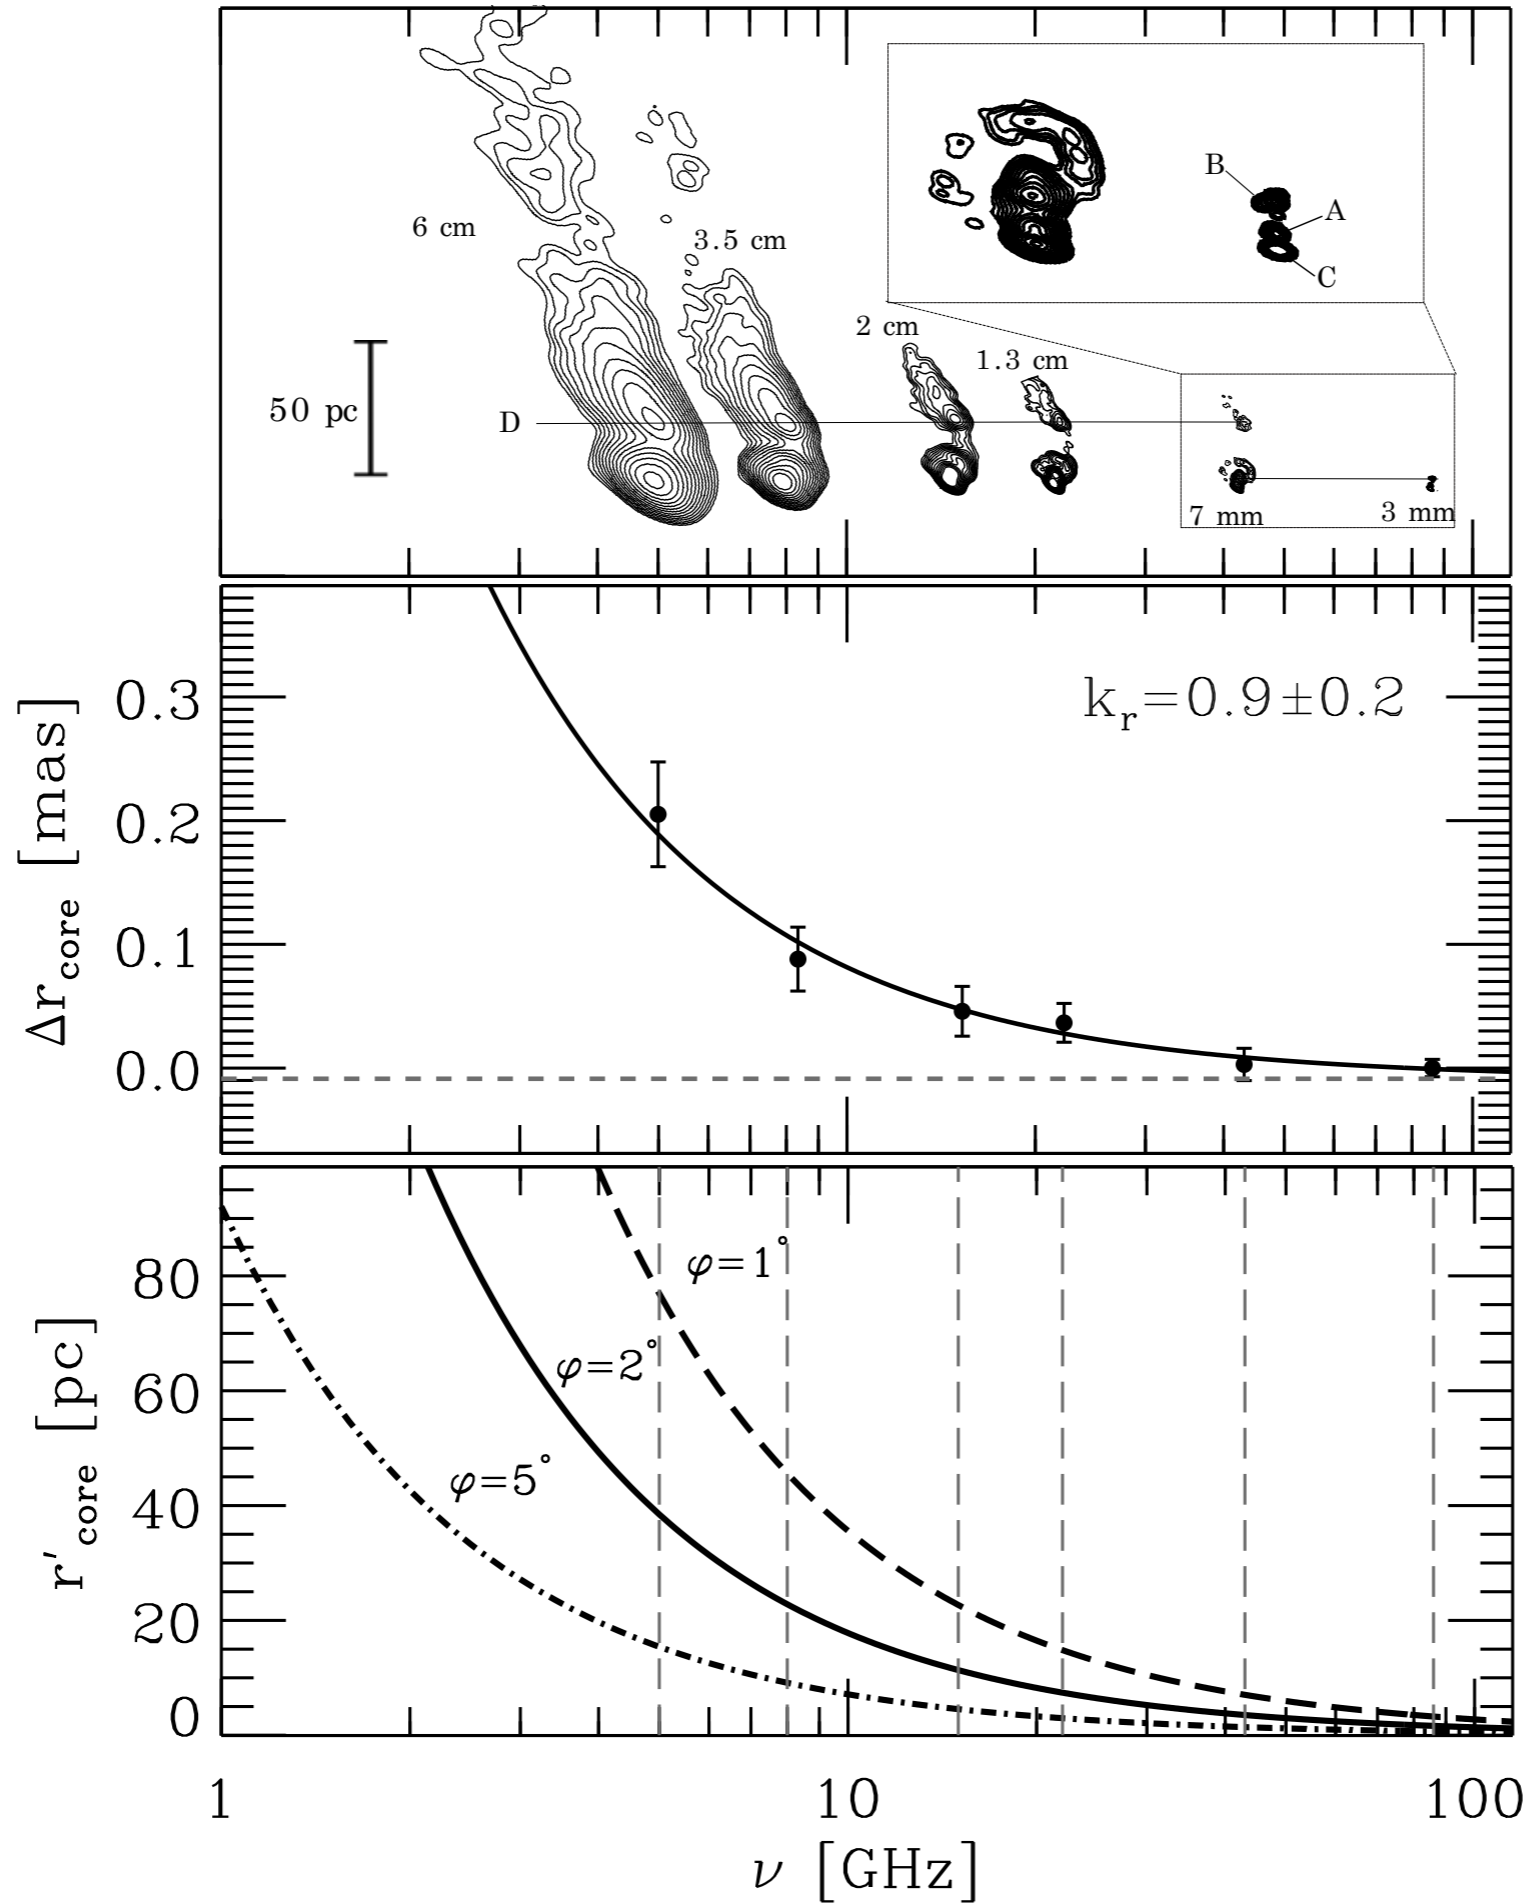 B
A
C
6 cm
3.5 cm
2 cm
1.3 cm
50 pc
D
7 mm
3 mm
k_r=0.9±0.2
Δr_core [mas]
0.3
0.2
0.1
0.0
φ=1°
φ=2°
φ=5°
r'_core [pc]
80
60
40
20
0
1 10 100
ν [GHz]